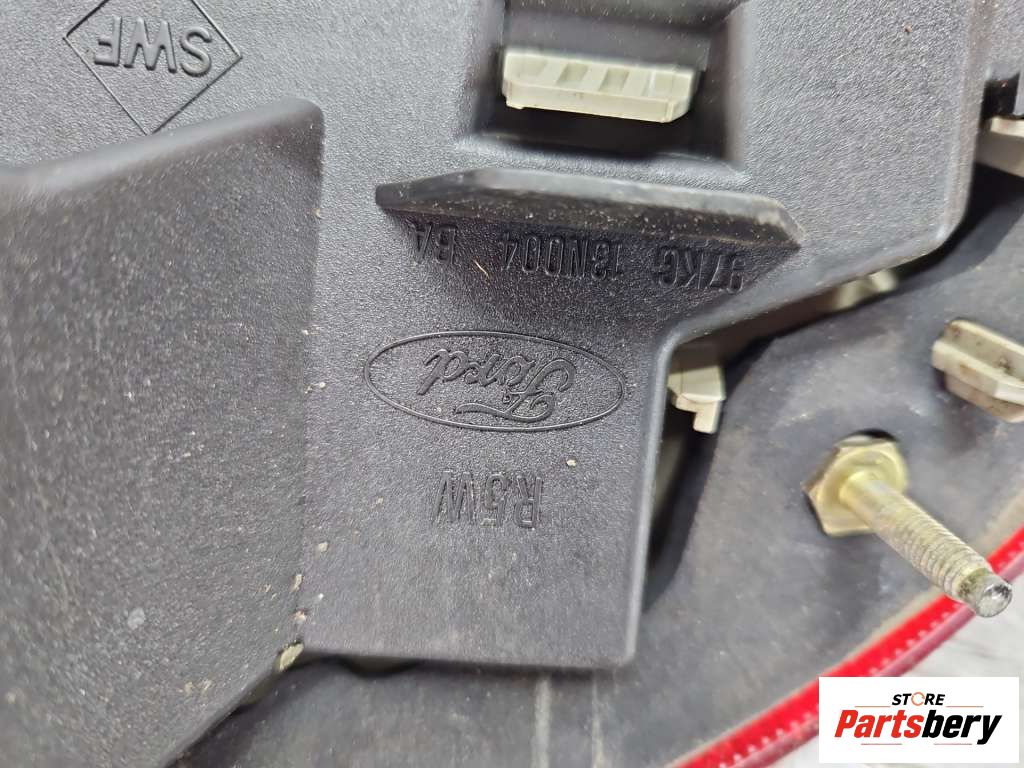 SWF
97KG 13N004 BA
Ford
R5W
STORE
Partsbery